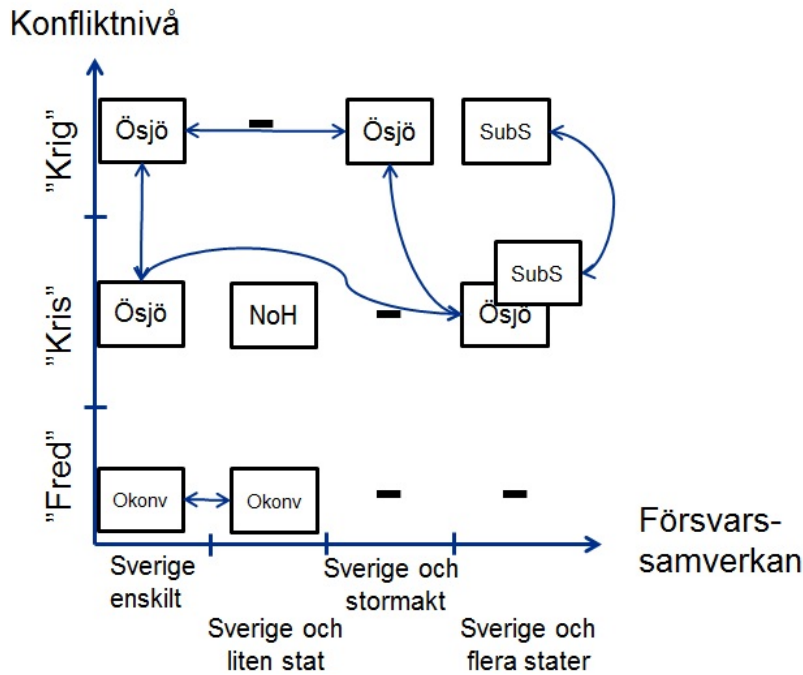 Konfliktnivå
"Krig"
Ösjö
Ösjö
SubS
"Kris"
Ösjö
NoH
SubS
Ösjö
"Fred"
Okonv
Okonv
Försvars-
samverkan
Sverige
enskilt
Sverige och
liten stat
Sverige och
stormakt
Sverige och
flera stater